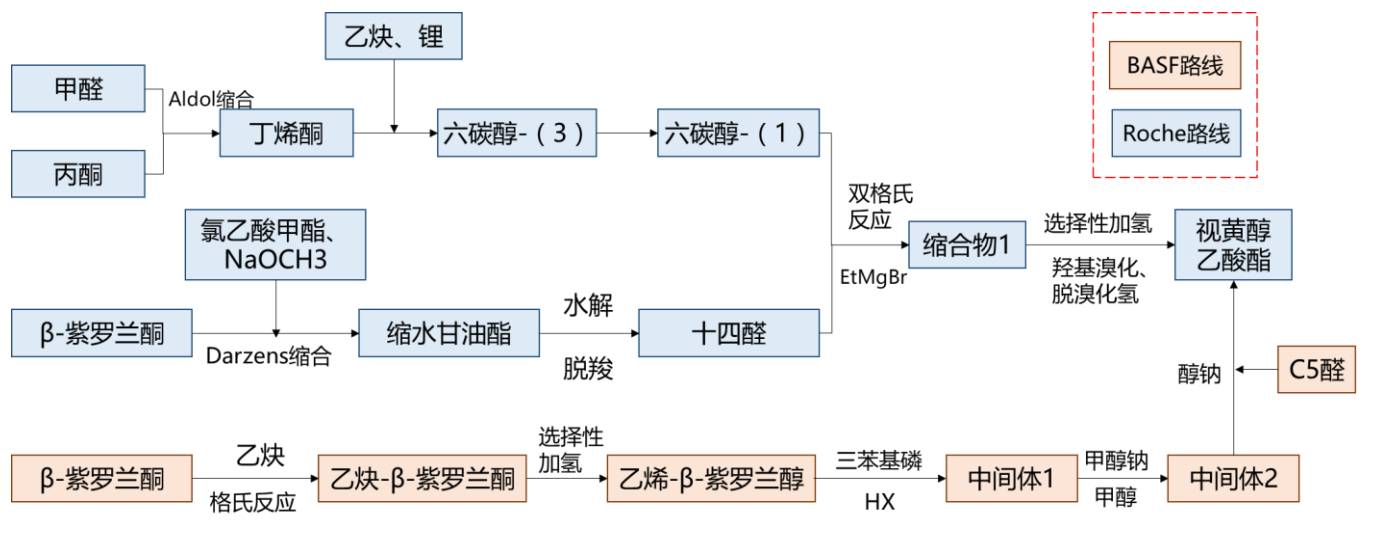 乙炔、锂
BASF路线
Roche路线
甲醛
丙酮
Aldol缩合
丁烯酮
六碳醇-（3）
六碳醇-（1）
双格氏
反应
EtMgBr
缩合物1
选择性加氢
羟基溴化、
脱溴化氢
视黄醇
乙酸酯
氯乙酸甲酯、
NaOCH3
β-紫罗兰酮
Darzens缩合
缩水甘油酯
水解
脱羧
十四醛
醇钠
C5醛
β-紫罗兰酮
乙炔
格氏反应
乙炔-β-紫罗兰酮
选择性
加氢
乙烯-β-紫罗兰醇
三苯基磷
HX
中间体1
甲醇钠
甲醇
中间体2